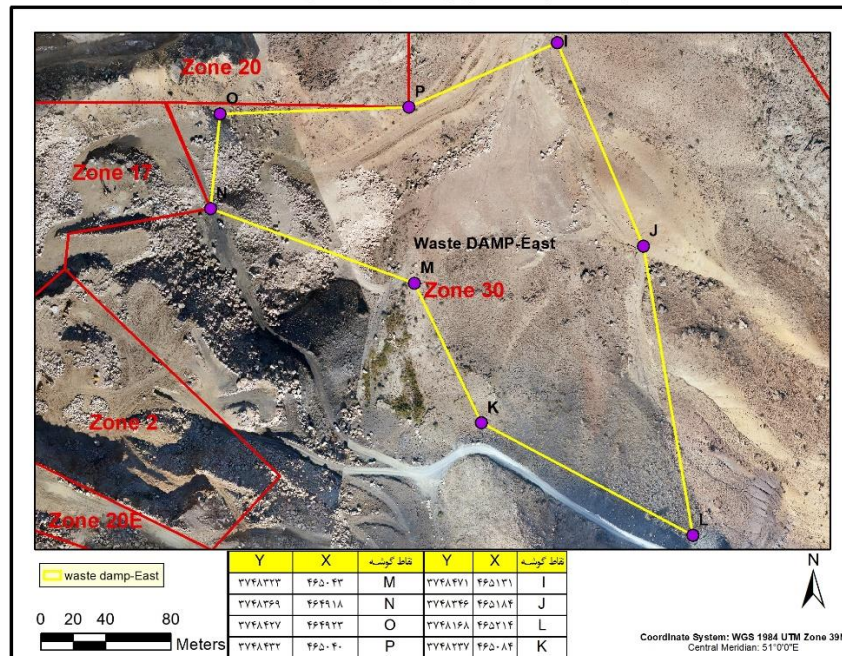 I
Zone 20
P
O
Zone 17
N
J
Waste DAMP-East
M
Zone 30
K
Zone 2
L
Zone 20E
waste damp-East
0 20 40 80
Meters
Y X نقاط گوشه Y X نقاط گوشه
۳۷۴۸۳۲۳ ۴۶۵۰۴۳ M ۳۷۴۸۴۷۱ ۴۶۵۱۳۱ I
۳۷۴۸۳۶۹ ۴۶۴۹۱۸ N ۳۷۴۸۳۴۶ ۴۶۵۱۸۴ J
۳۷۴۸۴۲۷ ۴۶۴۹۲۳ O ۳۷۴۸۱۶۸ ۴۶۵۲۱۴ L
۳۷۴۸۴۳۲ ۴۶۵۰۴۰ P ۳۷۴۸۲۳۷ ۴۶۵۰۸۴ K
N
Coordinate System: WGS 1984 UTM Zone 39N
Central Meridian: 51°0'0"E